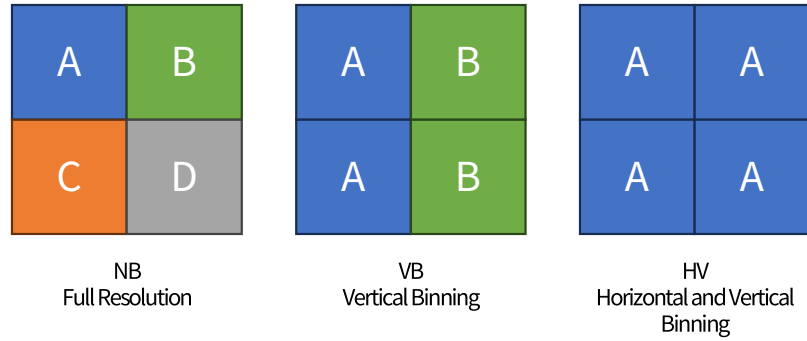 A B A B A A
C D A B A A
NB VB HV
Full Resolution Vertical Binning Horizontal and Vertical
Binning